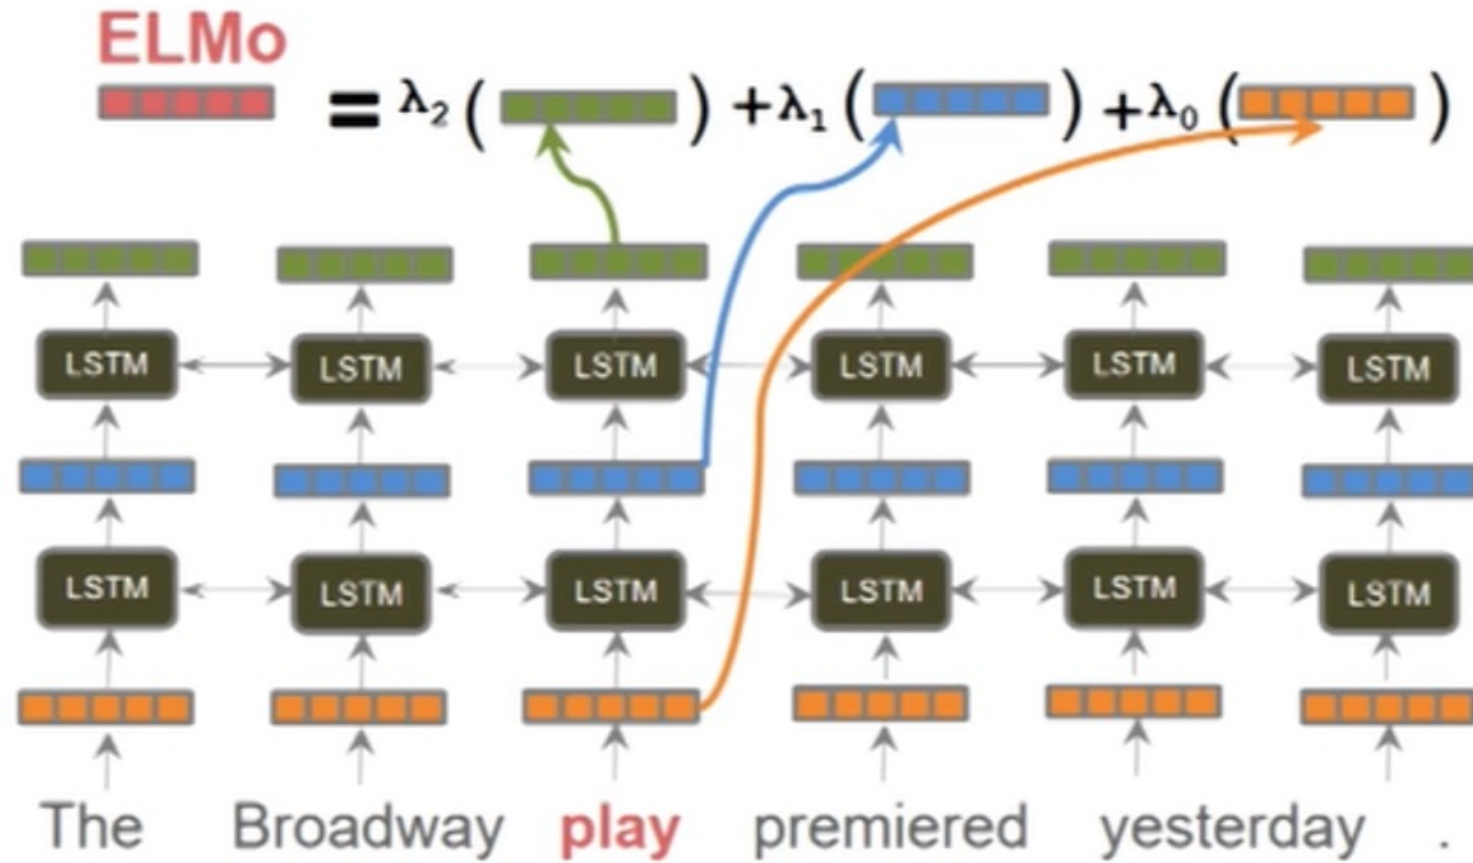 ELMo
= λ2 ( ) +λ1 ( ) +λ0 ( )
LSTM LSTM LSTM LSTM LSTM LSTM
LSTM LSTM LSTM LSTM LSTM LSTM
The Broadway play premiered yesterday .